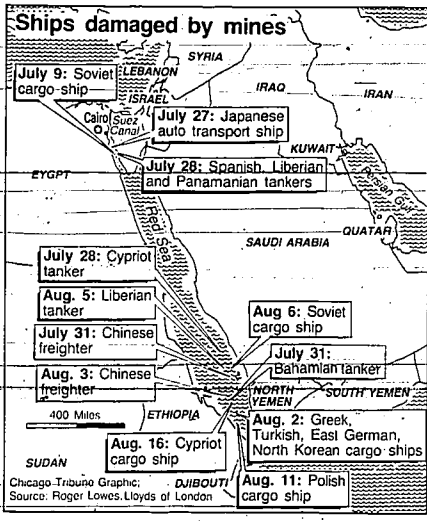 Ships damaged by mines
SYRIA
LEBANON
July 9: Soviet
cargo ship
ISRAEL
IRAQ
IRAN
Cairo
Suez
Canal
July 27: Japanese
auto transport ship
KUWAIT
July 28: Spanish, Liberian
and Panamanian tankers
EYGPT
Persian Gulf
Red Sea
QUATAR
SAUDI ARABIA
July 28: Cypriot
tanker
Aug. 5: Liberian
tanker
Aug 6: Soviet
cargo ship
July 31: Chinese
freighter
July 31:
Bahamian tanker
Aug. 3: Chinese
freighter
NORTH
YEMEN
SOUTH YEMEN
400 Miles
ETHIOPIA
Aug. 2: Greek,
Turkish, East German,
North Korean cargo ships
Aug. 16: Cypriot
cargo ship
SUDAN
DJIBOUTI
Aug. 11: Polish
cargo ship
Chicago Tribune Graphic;
Source: Roger Lowes, Lloyds of London